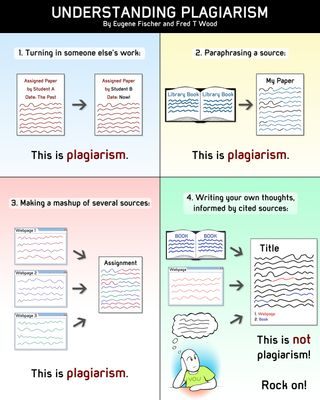 UNDERSTANDING PLAGIARISM
By Eugene Fischer and Fred T Wood
1. Turning in someone else's work:
Assigned Paper
by Student A
Date: The Past
Assigned Paper
by Student B
Date: Now!
This is plagiarism.
2. Paraphrasing a source:
Library Book
Library Book
My Paper
This is plagiarism.
3. Making a mashup of several sources:
Webpage 1
Webpage 2
Webpage 3
Assignment
This is plagiarism.
4. Writing your own thoughts,
informed by cited sources:
BOOK
BOOK
Webpage
YOU
Title
1. Webpage
2. Book
This is not
plagiarism!
Rock on!